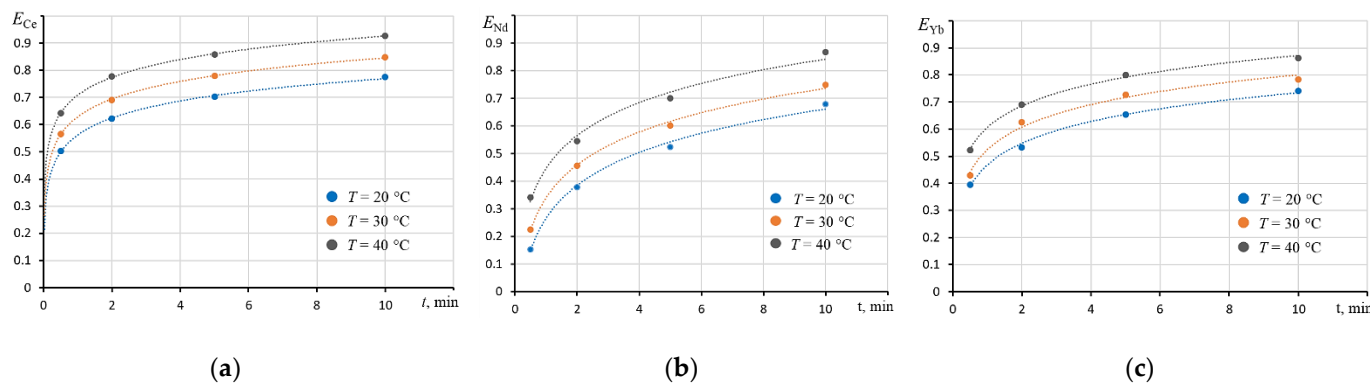 E_Ce
0.9
0.8
0.7
0.6
0.5
0.4
0.3
0.2
0.1
0
0 2 4 6 8 10
t, min
T = 20 °C
T = 30 °C
T = 40 °C
(a)
E_Nd
0.9
0.8
0.7
0.6
0.5
0.4
0.3
0.2
0.1
0
0 2 4 6 8 10
t, min
T = 20 °C
T = 30 °C
T = 40 °C
(b)
E_Yb
0.9
0.8
0.7
0.6
0.5
0.4
0.3
0.2
0.1
0
0 2 4 6 8 10
t, min
T = 20 °C
T = 30 °C
T = 40 °C
(c)